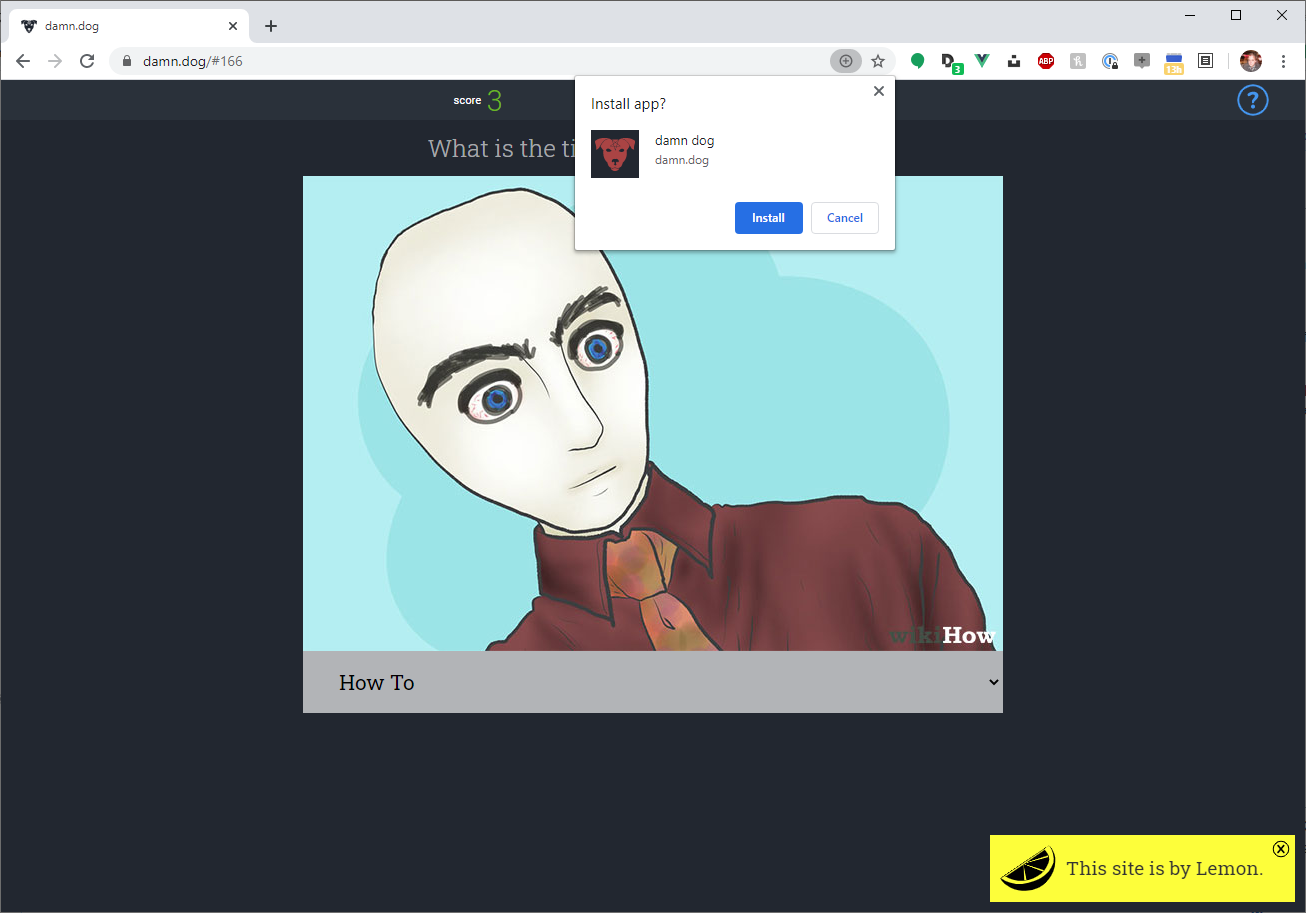 damn.dog
damn.dog/#166
3
ABP
13h
score 3
?
Install app?
damn dog
damn.dog
Install Cancel
What is the ti
wikiHow
How To
This site is by Lemon.